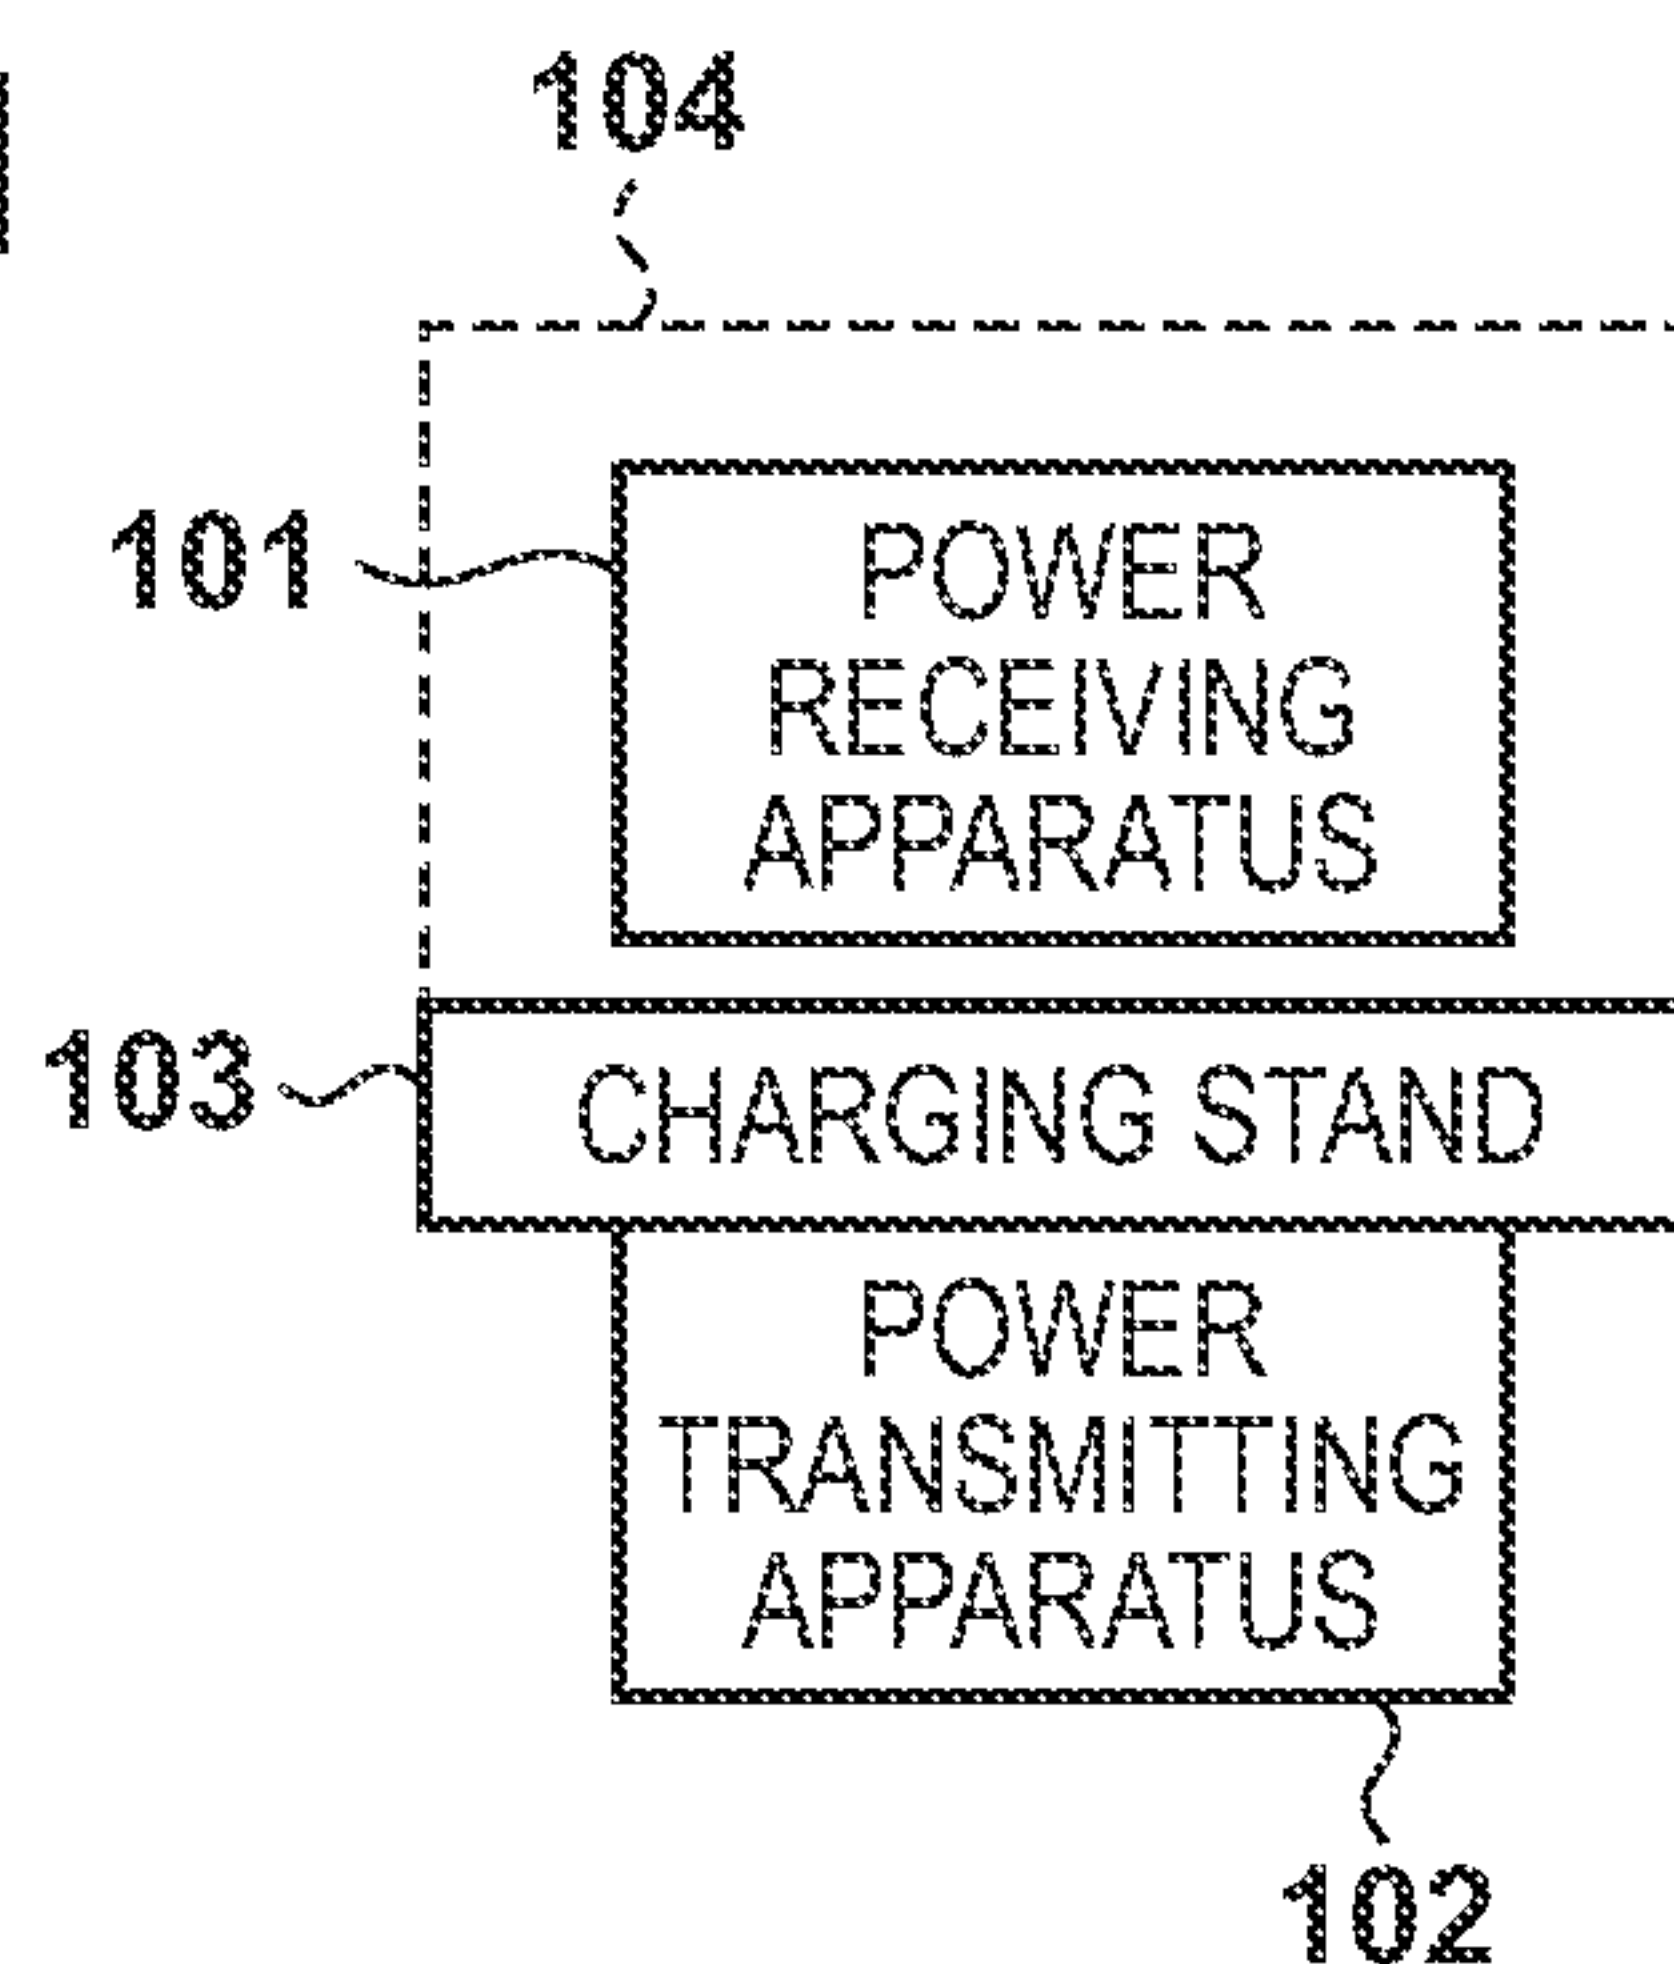 104
101
POWER
RECEIVING
APPARATUS
103
CHARGING STAND
POWER
TRANSMITTING
APPARATUS
102